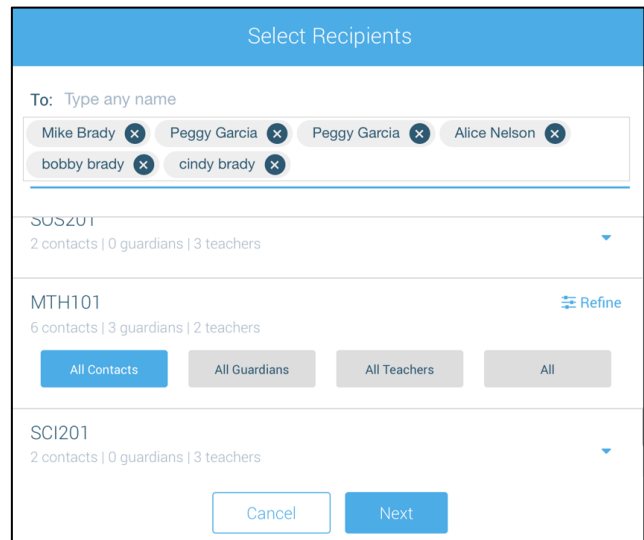 Select Recipients
To: Type any name
Mike Brady Peggy Garcia Peggy Garcia Alice Nelson
bobby brady cindy brady
SOS201
2 contacts | 0 guardians | 3 teachers
MTH101 Refine
6 contacts | 3 guardians | 2 teachers
All Contacts All Guardians All Teachers All
SCI201
2 contacts | 0 guardians | 3 teachers
Cancel Next